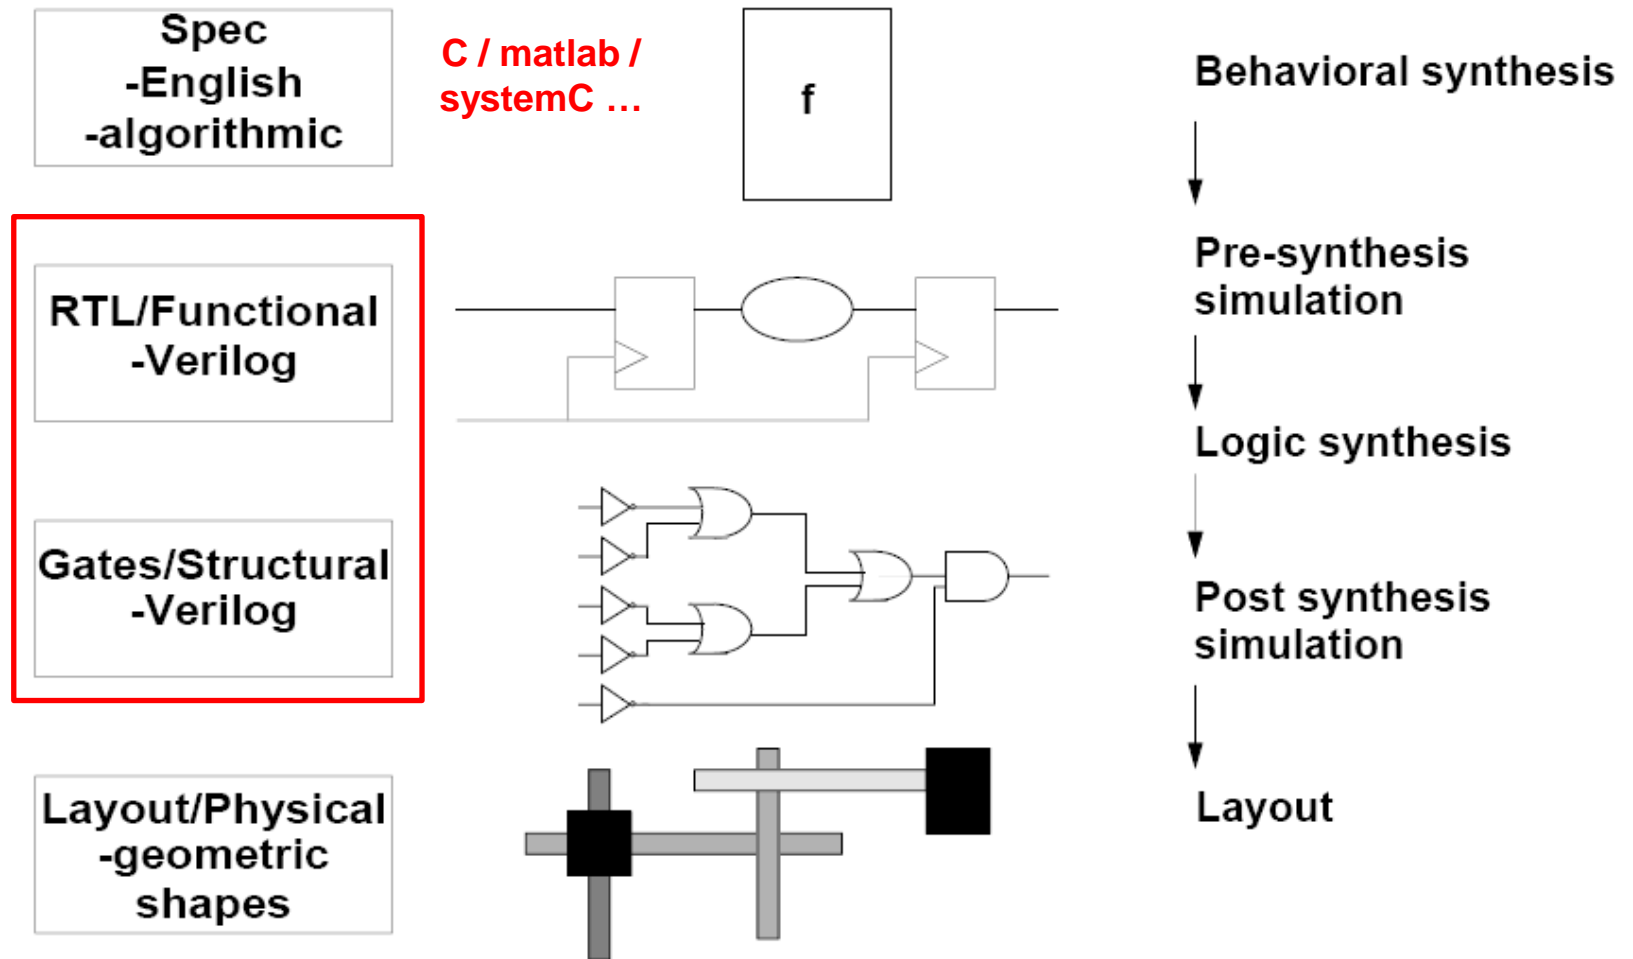 Spec
-English
-algorithmic
C / matlab /
systemC …
f
Behavioral synthesis
RTL/Functional
-Verilog
Pre-synthesis
simulation
Logic synthesis
Gates/Structural
-Verilog
Post synthesis
simulation
Layout/Physical
-geometric
shapes
Layout